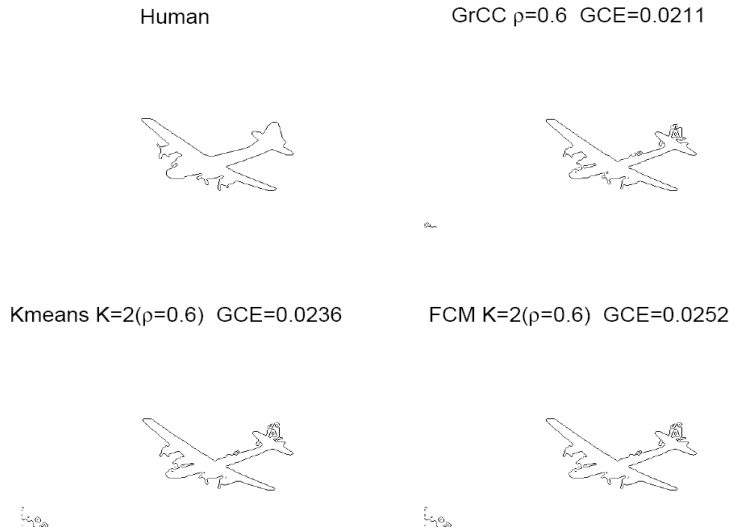 Human
GrCC ρ=0.6 GCE=0.0211
Kmeans K=2(ρ=0.6) GCE=0.0236
FCM K=2(ρ=0.6) GCE=0.0252